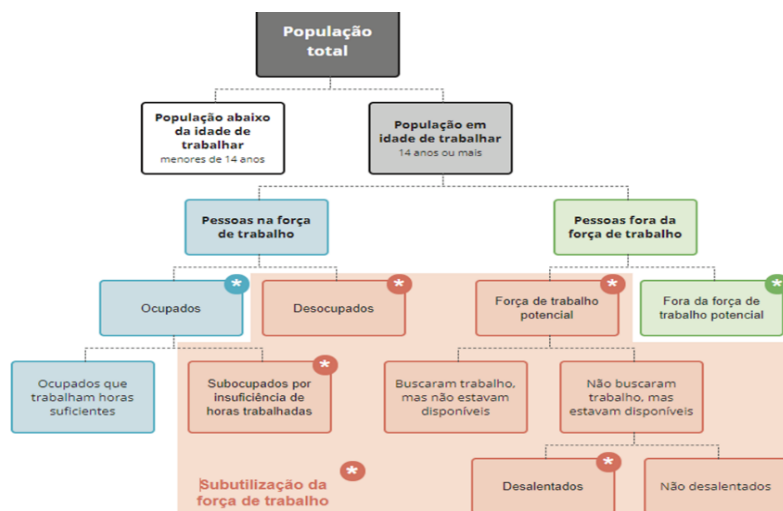 População
total
População abaixo
da idade de
trabalhar
menores de 14 anos
População em
idade de trabalhar
14 anos ou mais
Pessoas na força
de trabalho
Pessoas fora da
força de trabalho
*
Ocupados
*
Desocupados
*
Força de trabalho
potencial
*
Fora da força de
trabalho potencial
Ocupados que
trabalham horas
suficientes
*
Subocupados por
insuficiência de
horas trabalhadas
Buscaram trabalho,
mas não estavam
disponíveis
Não buscaram
trabalho, mas
estavam disponíveis
*
Subutilização da
força de trabalho
*
Desalentados
Não desalentados